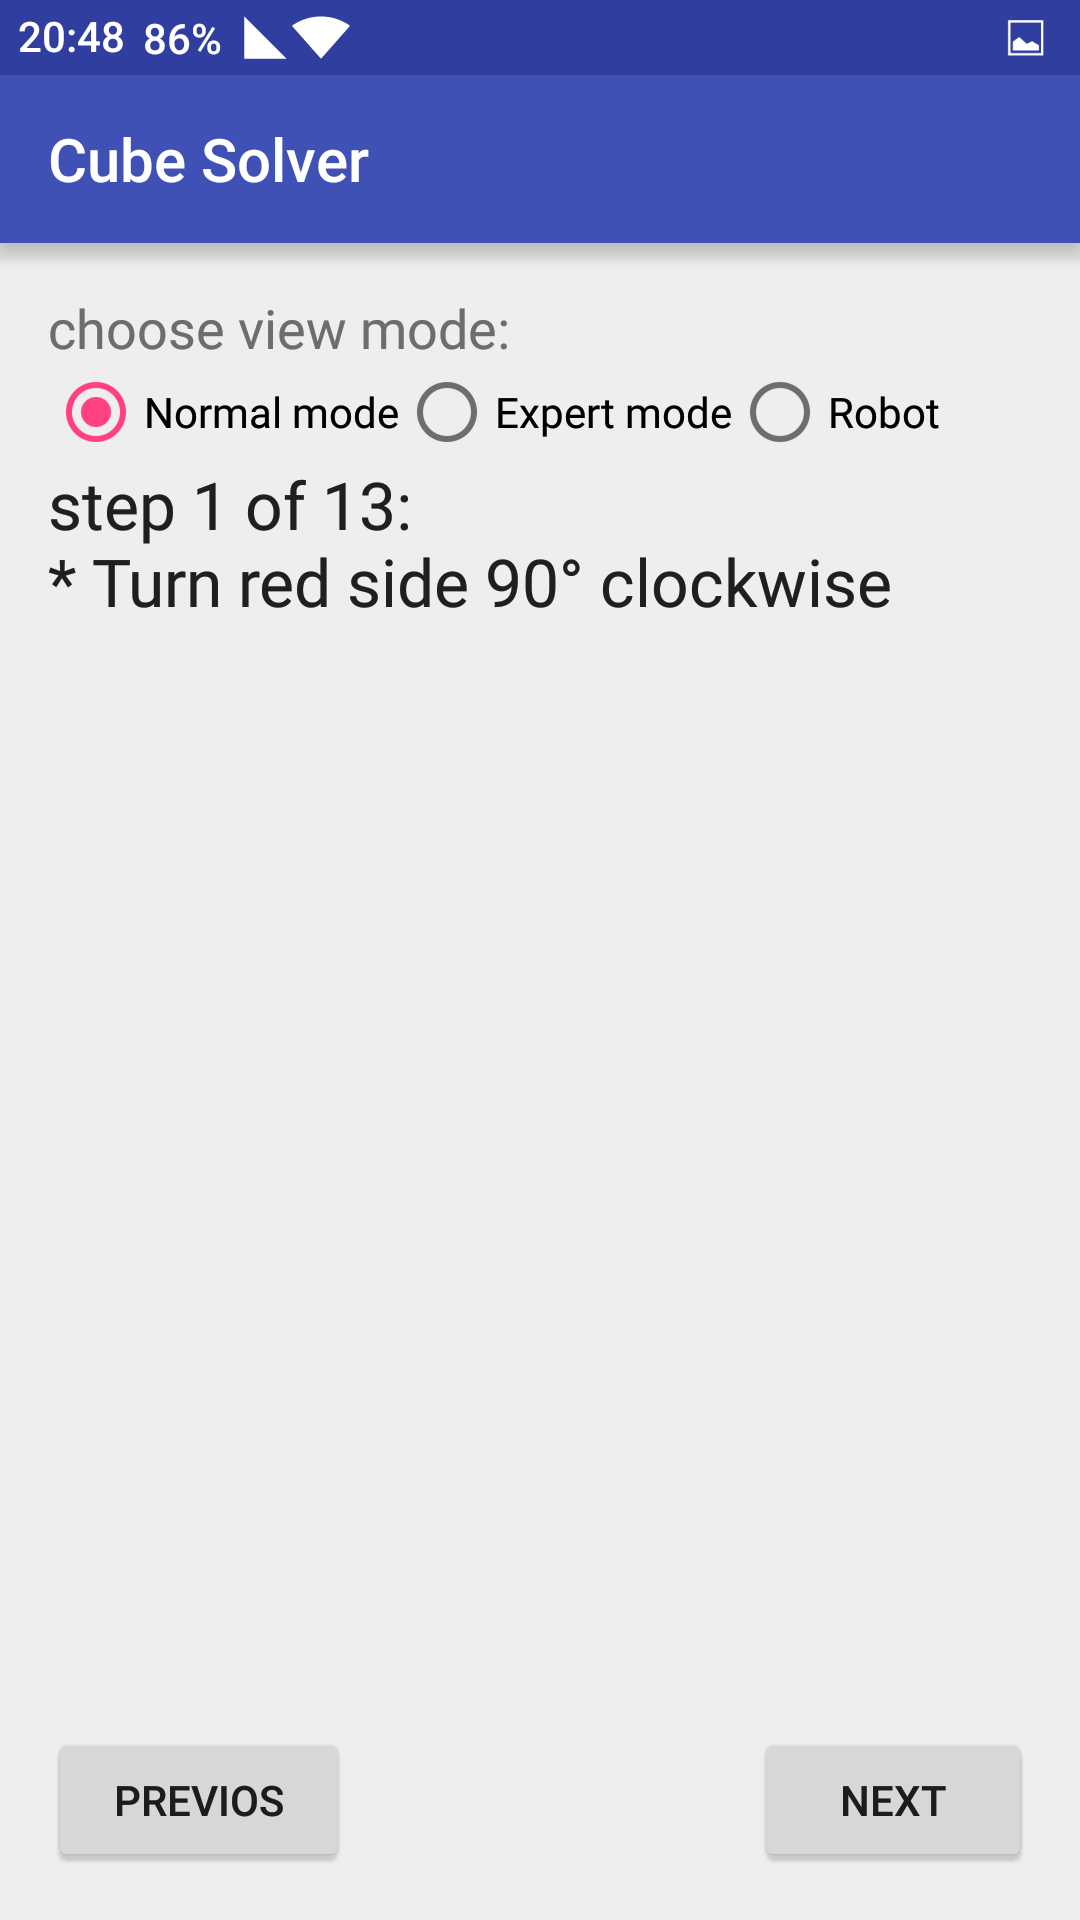 20:48 86%
Cube Solver
choose view mode:
Normal mode Expert mode Robot
step 1 of 13:
* Turn red side 90° clockwise
PREVIOS NEXT